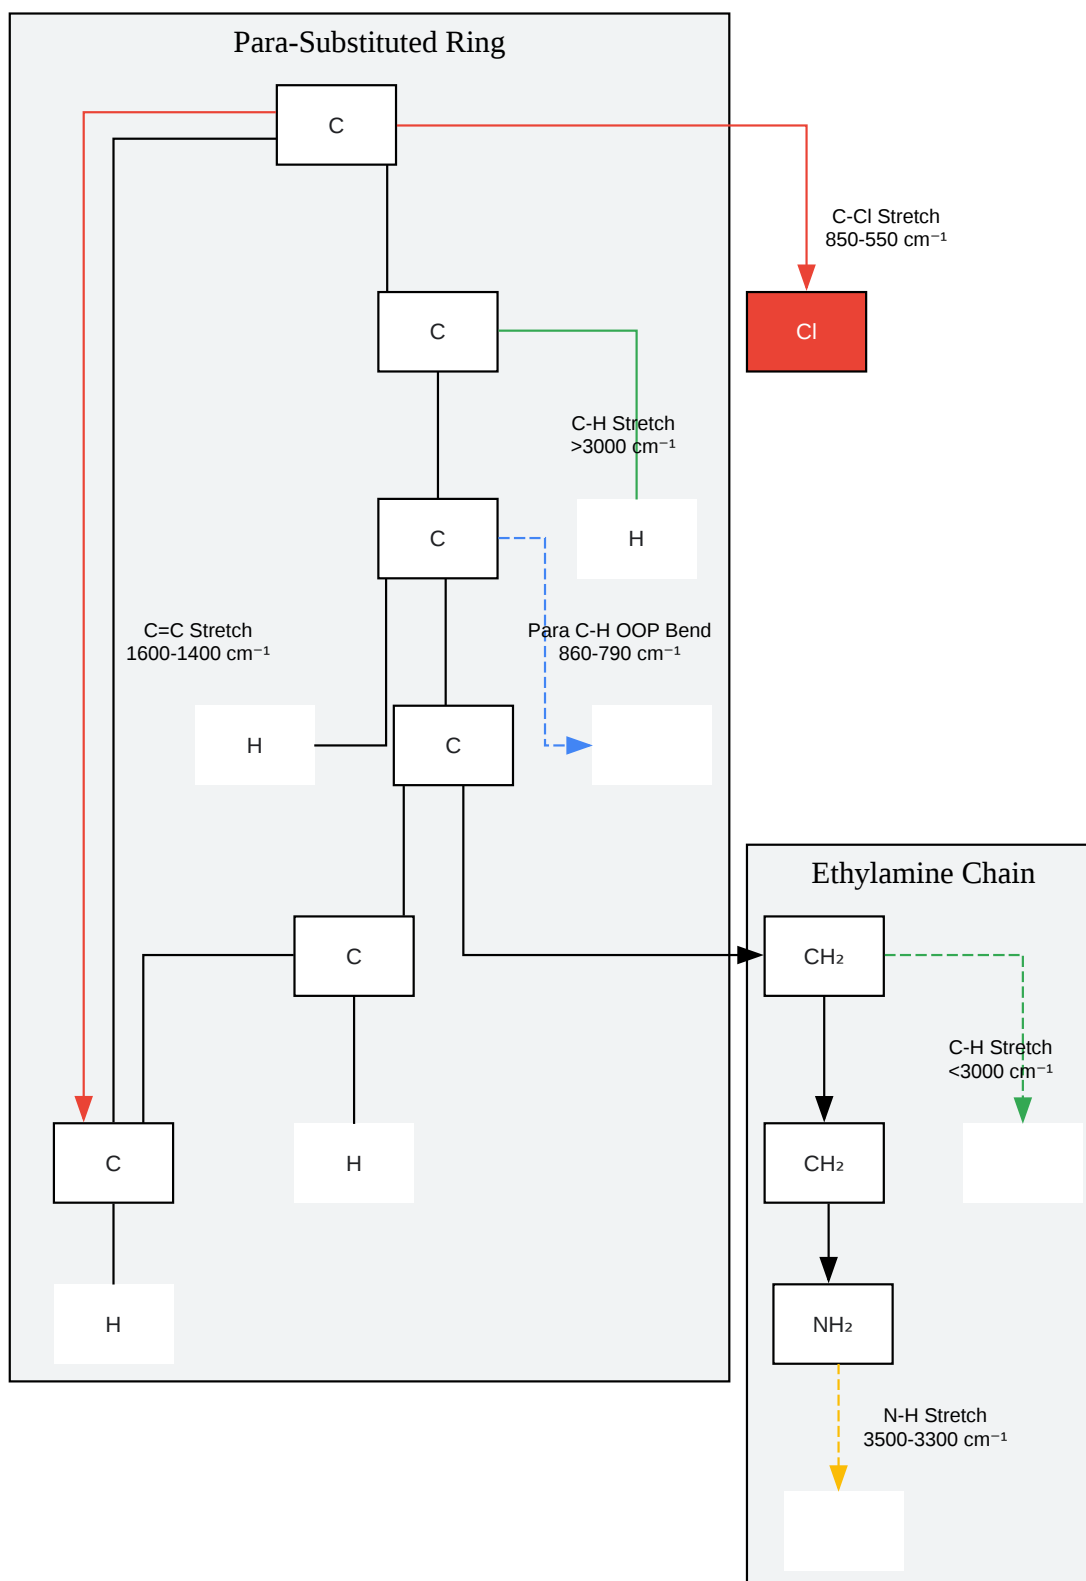 Para-Substituted Ring
C
C-Cl Stretch
850-550 cm⁻¹
C
Cl
C-H Stretch
>3000 cm⁻¹
C
H
C=C Stretch
1600-1400 cm⁻¹
Para C-H OOP Bend
860-790 cm⁻¹
H
C
Ethylamine Chain
C
CH₂
C-H Stretch
<3000 cm⁻¹
C
H
CH₂
H
NH₂
N-H Stretch
3500-3300 cm⁻¹